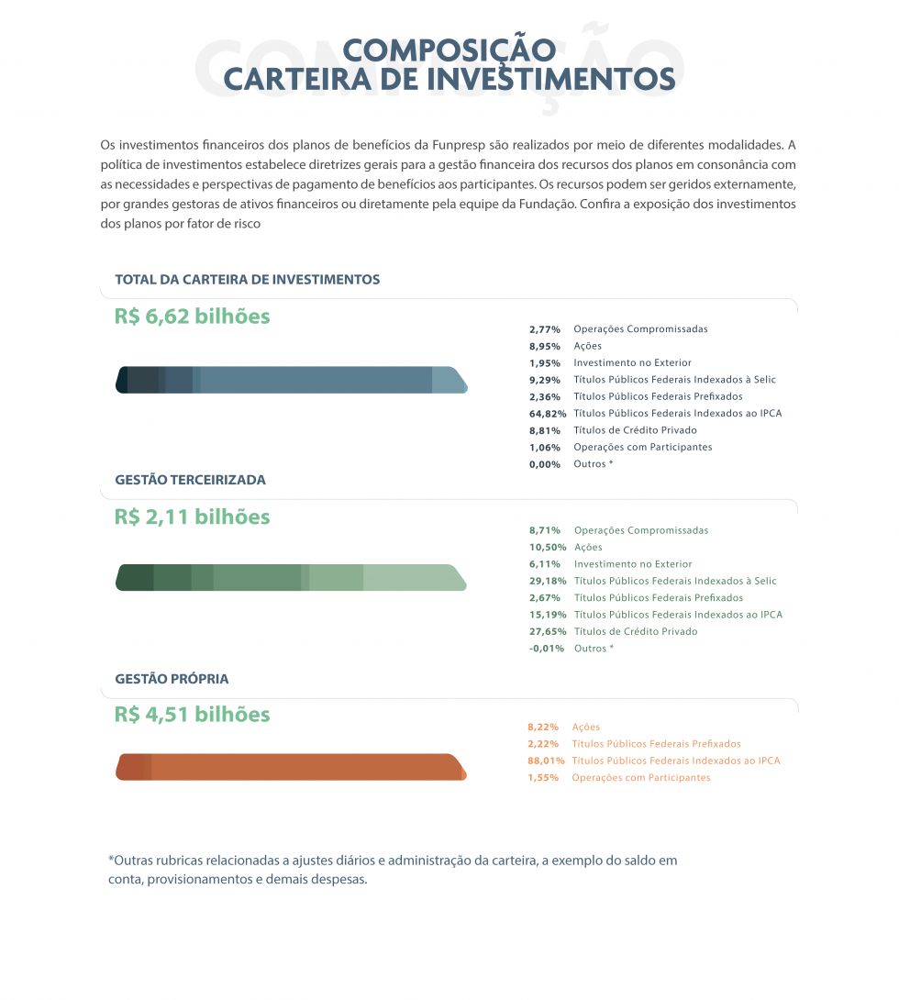 COMPOSIÇÃO
COMPOSIÇÃO
CARTEIRA DE INVESTIMENTOS
Os investimentos financeiros dos planos de benefícios da Funpresp são realizados por meio de diferentes modalidades. A
política de investimentos estabelece diretrizes gerais para a gestão financeira dos recursos dos planos em consonância com
as necessidades e perspectivas de pagamento de benefícios aos participantes. Os recursos podem ser geridos externamente,
por grandes gestoras de ativos financeiros ou diretamente pela equipe da Fundação. Confira a exposição dos investimentos
dos planos por fator de risco
TOTAL DA CARTEIRA DE INVESTIMENTOS
R$ 6,62 bilhões
2,77% Operações Compromissadas
8,95% Ações
1,95% Investimento no Exterior
9,29% Títulos Públicos Federais Indexados à Selic
2,36% Títulos Públicos Federais Prefixados
64,82% Títulos Públicos Federais Indexados ao IPCA
8,81% Títulos de Crédito Privado
1,06% Operações com Participantes
0,00% Outros *
GESTÃO TERCEIRIZADA
R$ 2,11 bilhões
8,71% Operações Compromissadas
10,50% Ações
6,11% Investimento no Exterior
29,18% Títulos Públicos Federais Indexados à Selic
2,67% Títulos Públicos Federais Prefixados
15,19% Títulos Públicos Federais Indexados ao IPCA
27,65% Títulos de Crédito Privado
-0,01% Outros *
GESTÃO PRÓPRIA
R$ 4,51 bilhões
8,22% Ações
2,22% Títulos Públicos Federais Prefixados
88,01% Títulos Públicos Federais Indexados ao IPCA
1,55% Operações com Participantes
*Outras rubricas relacionadas a ajustes diários e administração da carteira, a exemplo do saldo em
conta, provisionamentos e demais despesas.